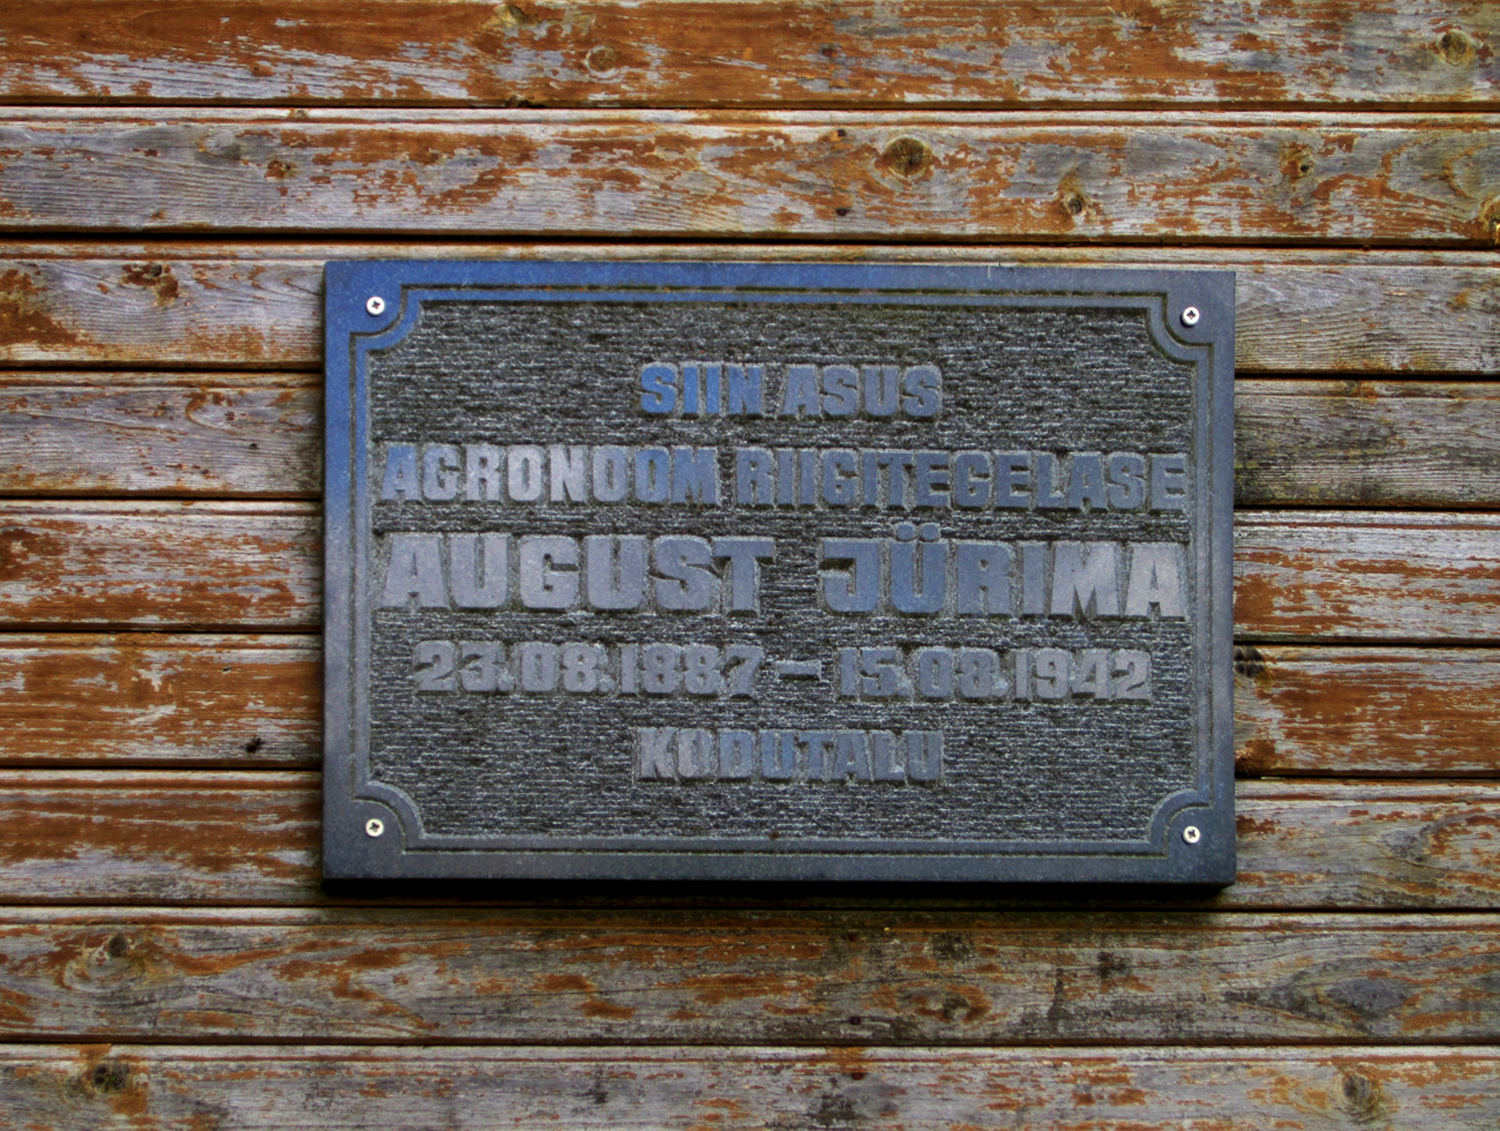 SIIN ASUS
AGRONOOM RIIGITEGELASE
AUGUST JÜRIMA
23.08.1887 – 15.08.1942
KODUTALU